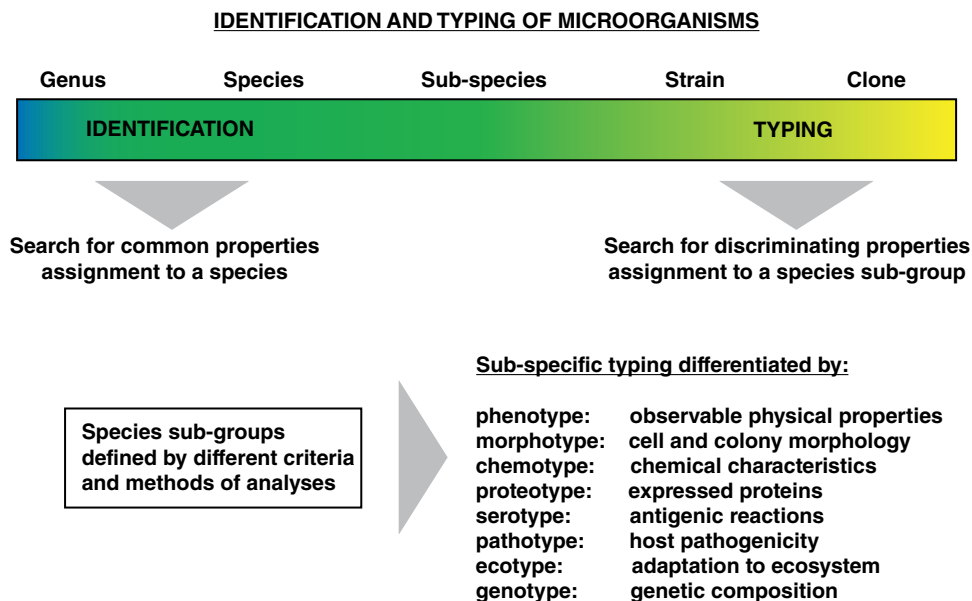 IDENTIFICATION AND TYPING OF MICROORGANISMS
Genus Species Sub-species Strain Clone
IDENTIFICATION TYPING
Search for common properties
assignment to a species
Search for discriminating properties
assignment to a species sub-group
Species sub-groups
defined by different criteria
and methods of analyses
Sub-specific typing differentiated by:
phenotype: observable physical properties
morphotype: cell and colony morphology
chemotype: chemical characteristics
proteotype: expressed proteins
serotype: antigenic reactions
pathotype: host pathogenicity
ecotype: adaptation to ecosystem
genotype: genetic composition